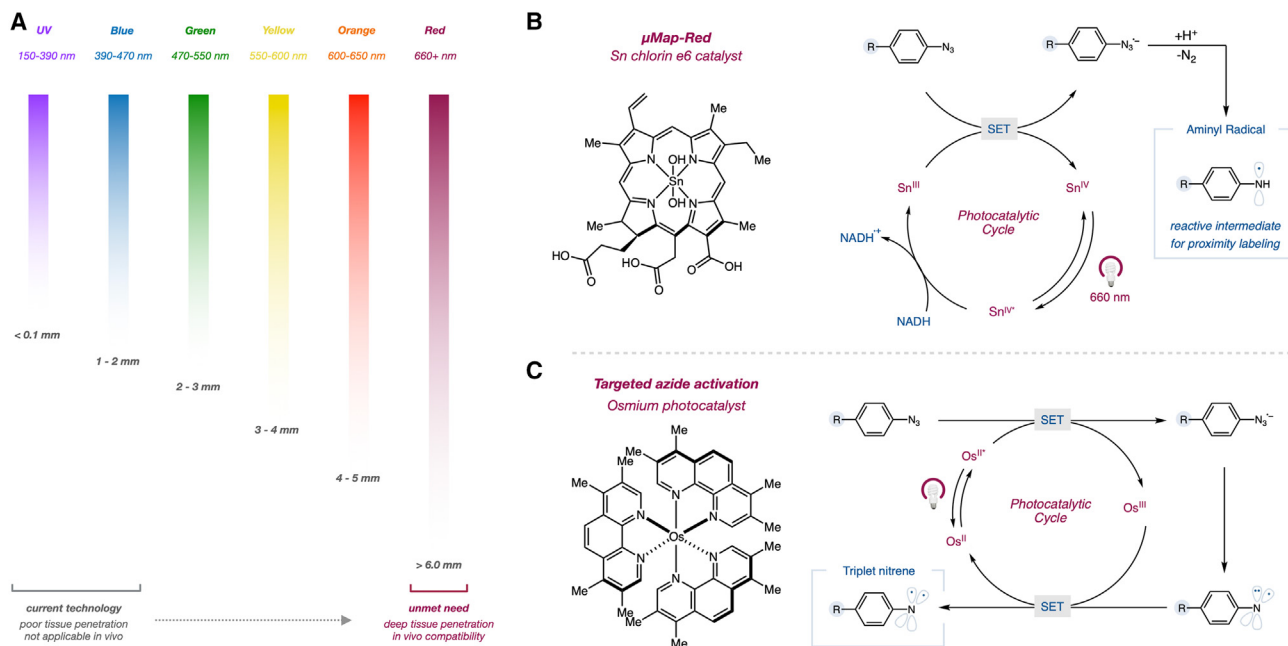 A
UV
Blue
Green
Yellow
Orange
Red
150-390 nm
390-470 nm
470-550 nm
550-600 nm
600-650 nm
660+ nm
< 0.1 mm
1 - 2 mm
2 - 3 mm
3 - 4 mm
4 - 5 mm
> 6.0 mm
current technology
poor tissue penetration
not applicable in vivo
unmet need
deep tissue penetration
in vivo compatibility
B
μMap-Red
Sn chlorin e6 catalyst
Me
Me
Me
N
N
OH
Sn
OH
N
N
Me
Me
HO
O
HO
O
O
OH
R
N3
R
N3•−
+H+
-N2
SET
Aminyl Radical
R
NH
reactive intermediate
for proximity labeling
SnIII
SnIV
Photocatalytic
Cycle
NADH•+
660 nm
SnIV*
NADH
C
Targeted azide activation
Osmium photocatalyst
Me
Me
Me
Me
Me
Me
N
N
N
N
Os
N
N
Me
Me
Me
Me
Me
Me
R
N3
SET
R
N3•−
OsII*
Photocatalytic
Cycle
OsIII
OsII
Triplet nitrene
R
N
SET
R
N